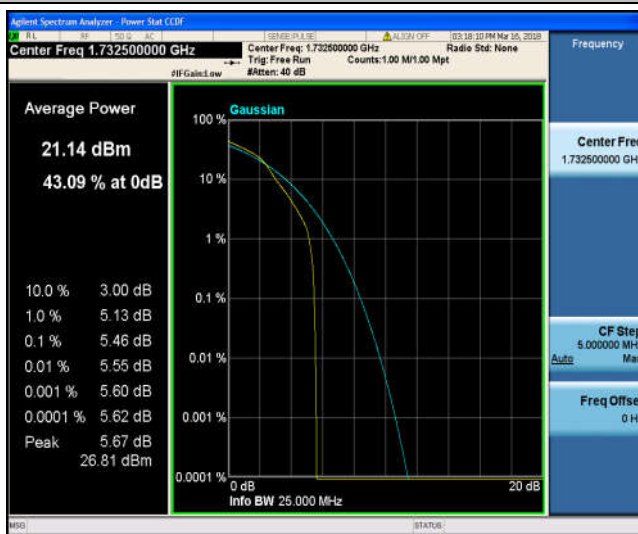 Agilent Spectrum Analyzer - Power Stat CCDF
RL RF 50 Ω AC SENSE:PULSE ALIGN OFF 03:18:10 PM Mar 16, 2018
Center Freq 1.732500000 GHz
Center Freq: 1.732500000 GHz Radio Std: None
Trig: Free Run Counts:1.00 M/1.00 Mpt
#IFGain:Low #Atten: 40 dB
Frequency
Average Power
21.14 dBm
43.09 % at 0dB
10.0 % 3.00 dB
1.0 % 5.13 dB
0.1 % 5.46 dB
0.01 % 5.55 dB
0.001 % 5.60 dB
0.0001 % 5.62 dB
Peak 5.67 dB
26.81 dBm
Gaussian
100 %
10 %
1 %
0.1 %
0.01 %
0.001 %
0.0001 %
0 dB 20 dB
Info BW 25.000 MHz
Center Fre
1.732500000 GH
CF Step
5.000000 MH
Auto Ma
Freq Offse
0 H
MSG STATUS